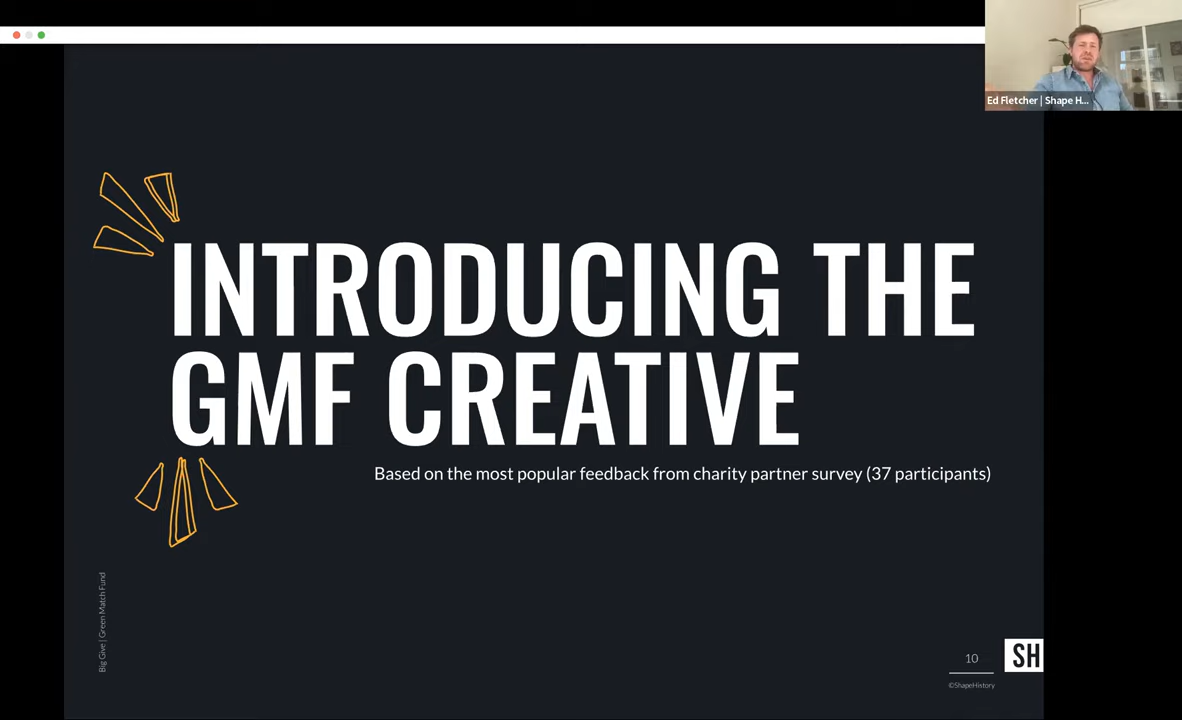 Ed Fletcher | Shape H...
INTRODUCING THE
GMF CREATIVE
Based on the most popular feedback from charity partner survey (37 participants)
Big Give | Green Match Fund
10
SH
©ShapeHistory